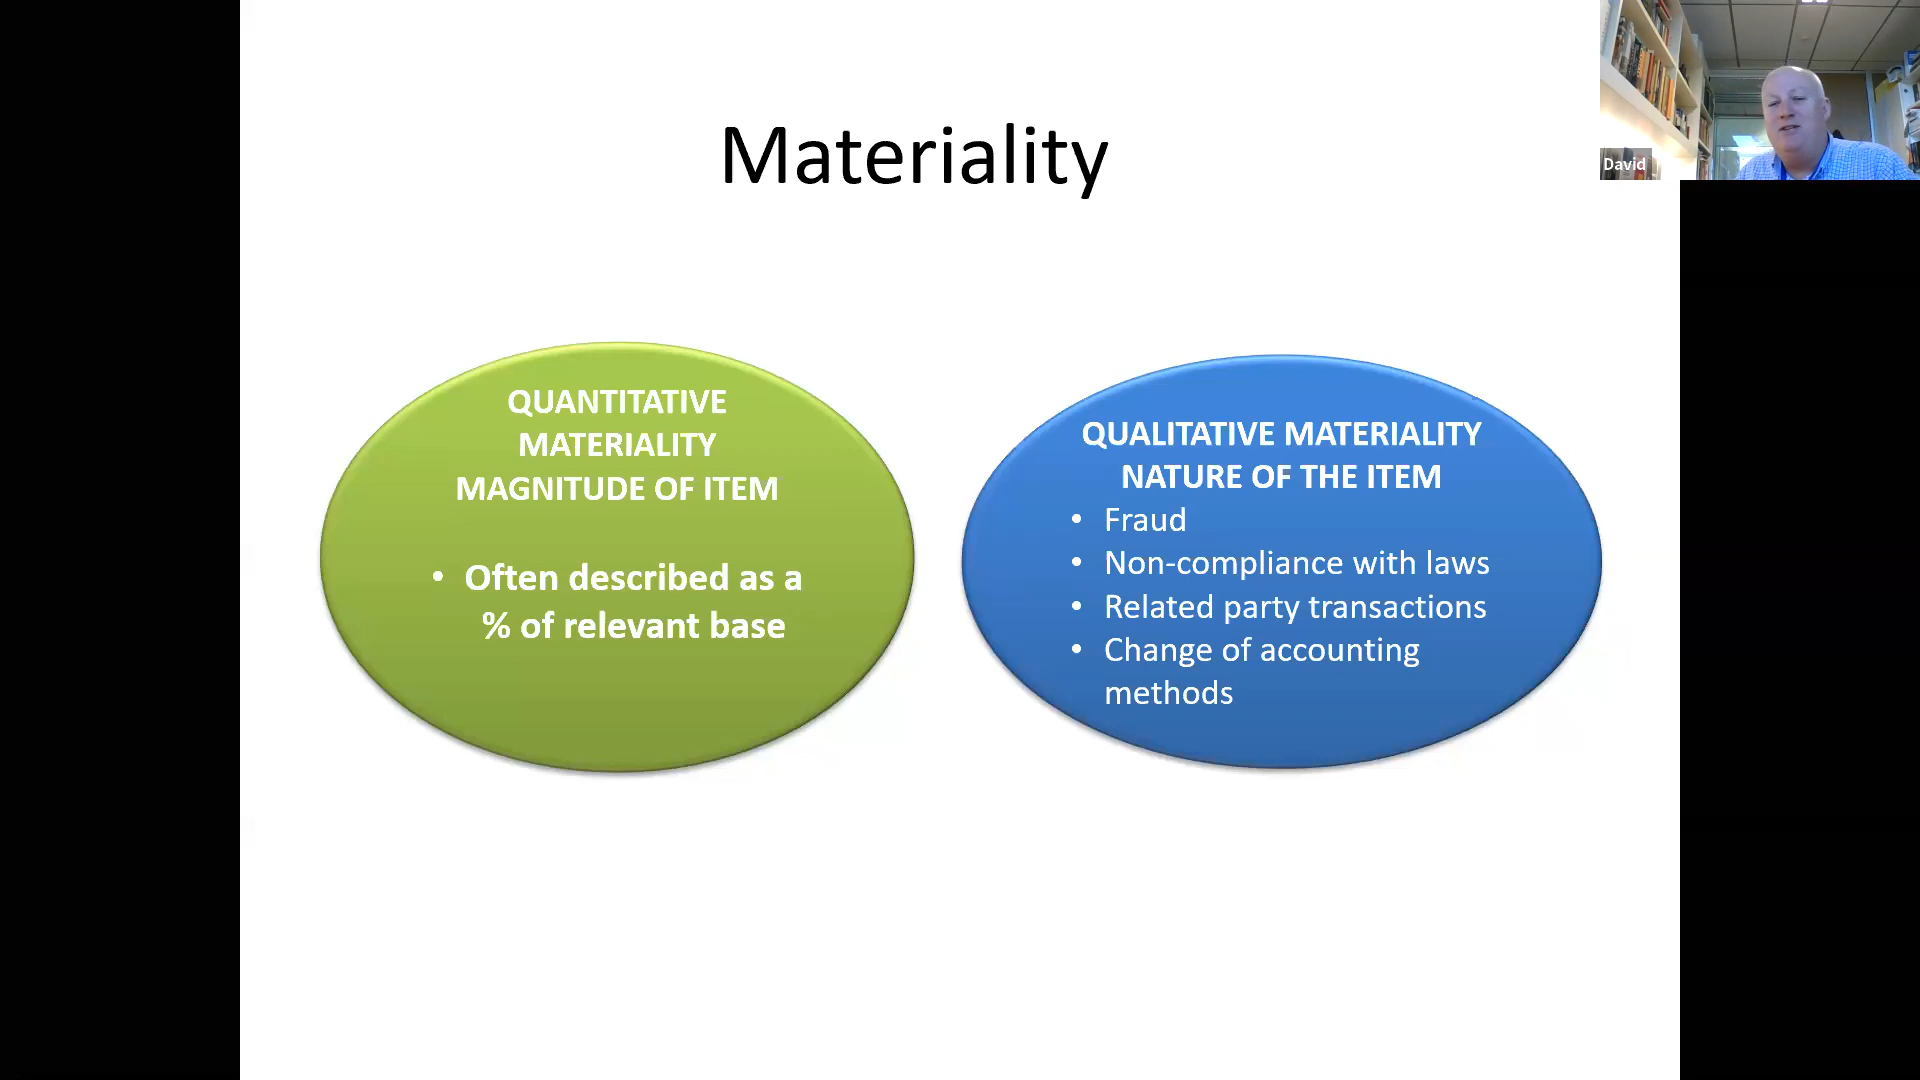 Materiality
David
QUANTITATIVE
MATERIALITY
MAGNITUDE OF ITEM
• Often described as a
% of relevant base
QUALITATIVE MATERIALITY
NATURE OF THE ITEM
• Fraud
• Non-compliance with laws
• Related party transactions
• Change of accounting
methods